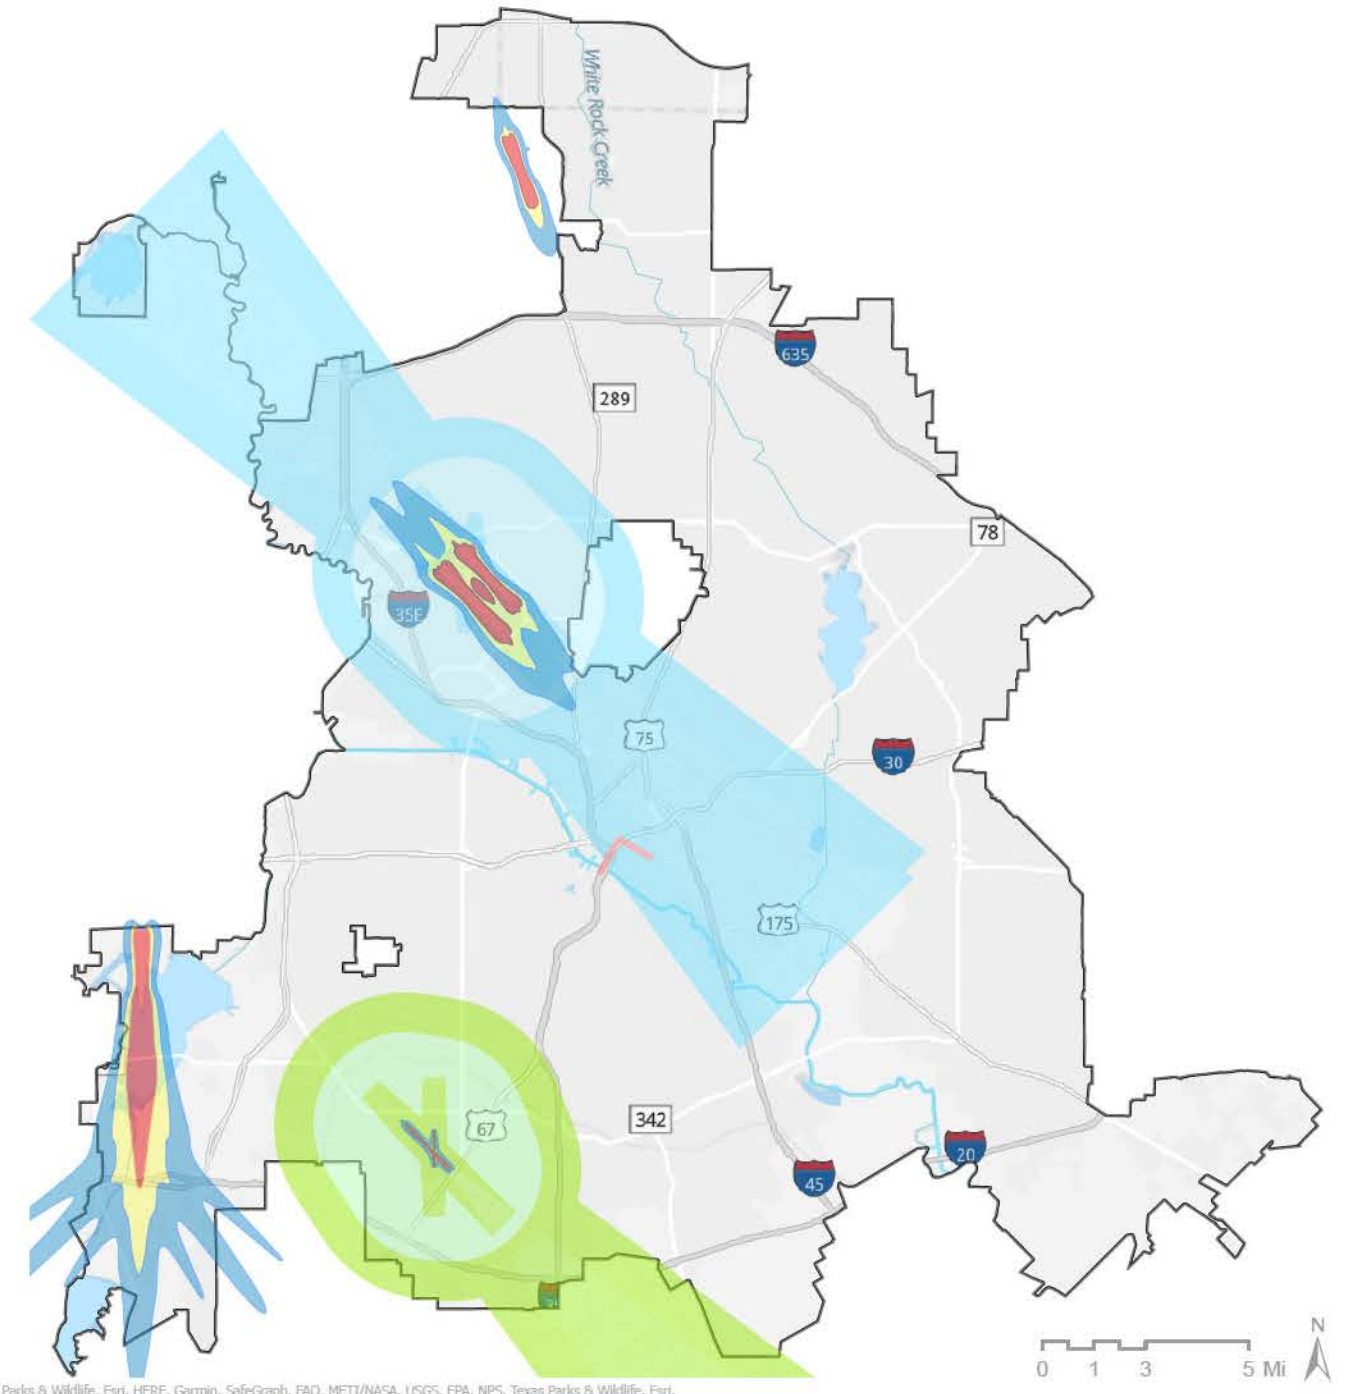 White Rock Creek
635
289
78
35E
75
30
175
67
342
20
45
N
0 1 3 5 Mi
Parks & Wildlife, Esri, HERE, Garmin, SafeGraph, FAO, METI/NASA, USGS, EPA, NPS, Texas Parks & Wildlife, Esri,